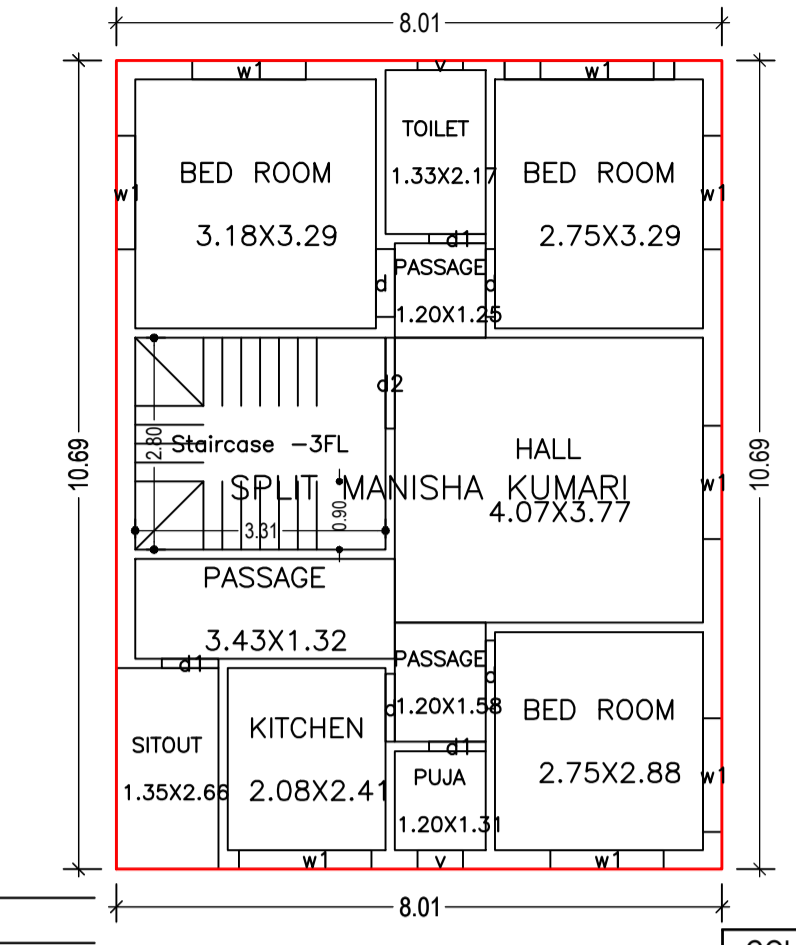 8.01
w1
v
w1
TOILET
1.33X2.17
BED ROOM
3.18X3.29
BED ROOM
2.75X3.29
w1
w1
d1
PASSAGE
1.20X1.25
d
d
d2
Staircase -3FL
2.80
3.31
0.90
HALL
4.07X3.77
SPLIT MANISHA KUMARI
w1
10.69
10.69
PASSAGE
3.43X1.32
d1
PASSAGE
1.20X1.58
d
d
d1
BED ROOM
2.75X2.88
w1
KITCHEN
2.08X2.41
SITOUT
1.35X2.66
PUJA
1.20X1.31
w1
v
w1
8.01